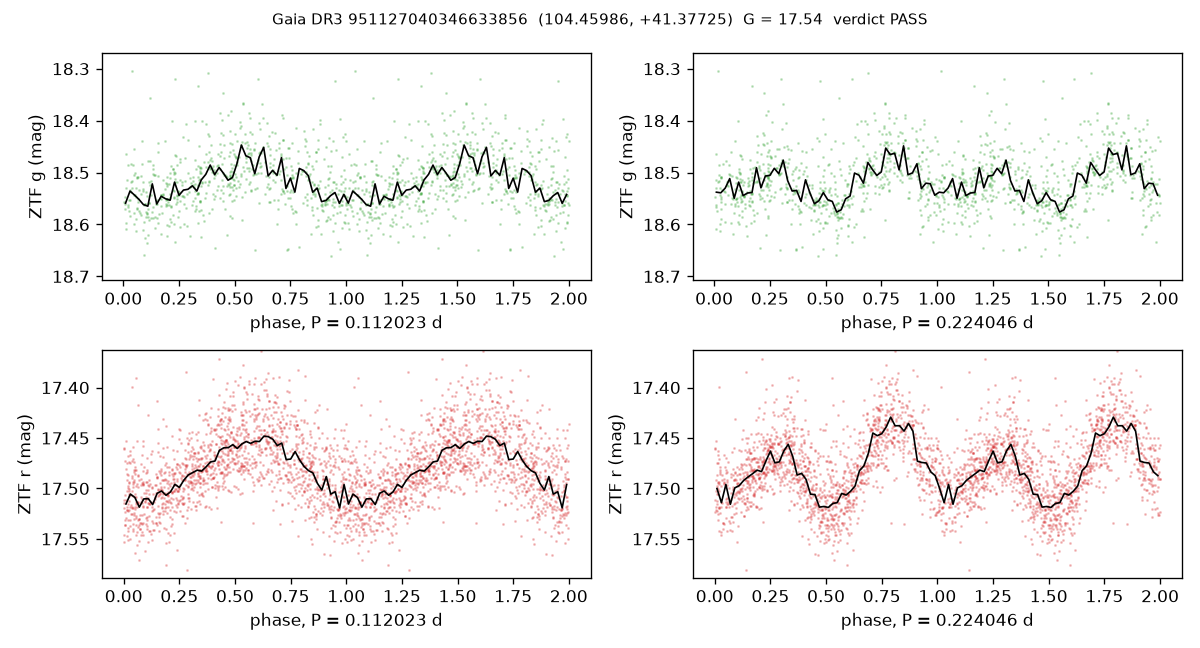 Gaia DR3 951127040346633856  (104.45986, +41.37725)  G = 17.54  verdict PASS
ZTF g (mag)
18.3
18.4
18.5
18.6
18.7
0.00 0.25 0.50 0.75 1.00 1.25 1.50 1.75 2.00
phase, P = 0.112023 d
ZTF g (mag)
18.3
18.4
18.5
18.6
18.7
0.00 0.25 0.50 0.75 1.00 1.25 1.50 1.75 2.00
phase, P = 0.224046 d
ZTF r (mag)
17.40
17.45
17.50
17.55
0.00 0.25 0.50 0.75 1.00 1.25 1.50 1.75 2.00
phase, P = 0.112023 d
ZTF r (mag)
17.40
17.45
17.50
17.55
0.00 0.25 0.50 0.75 1.00 1.25 1.50 1.75 2.00
phase, P = 0.224046 d